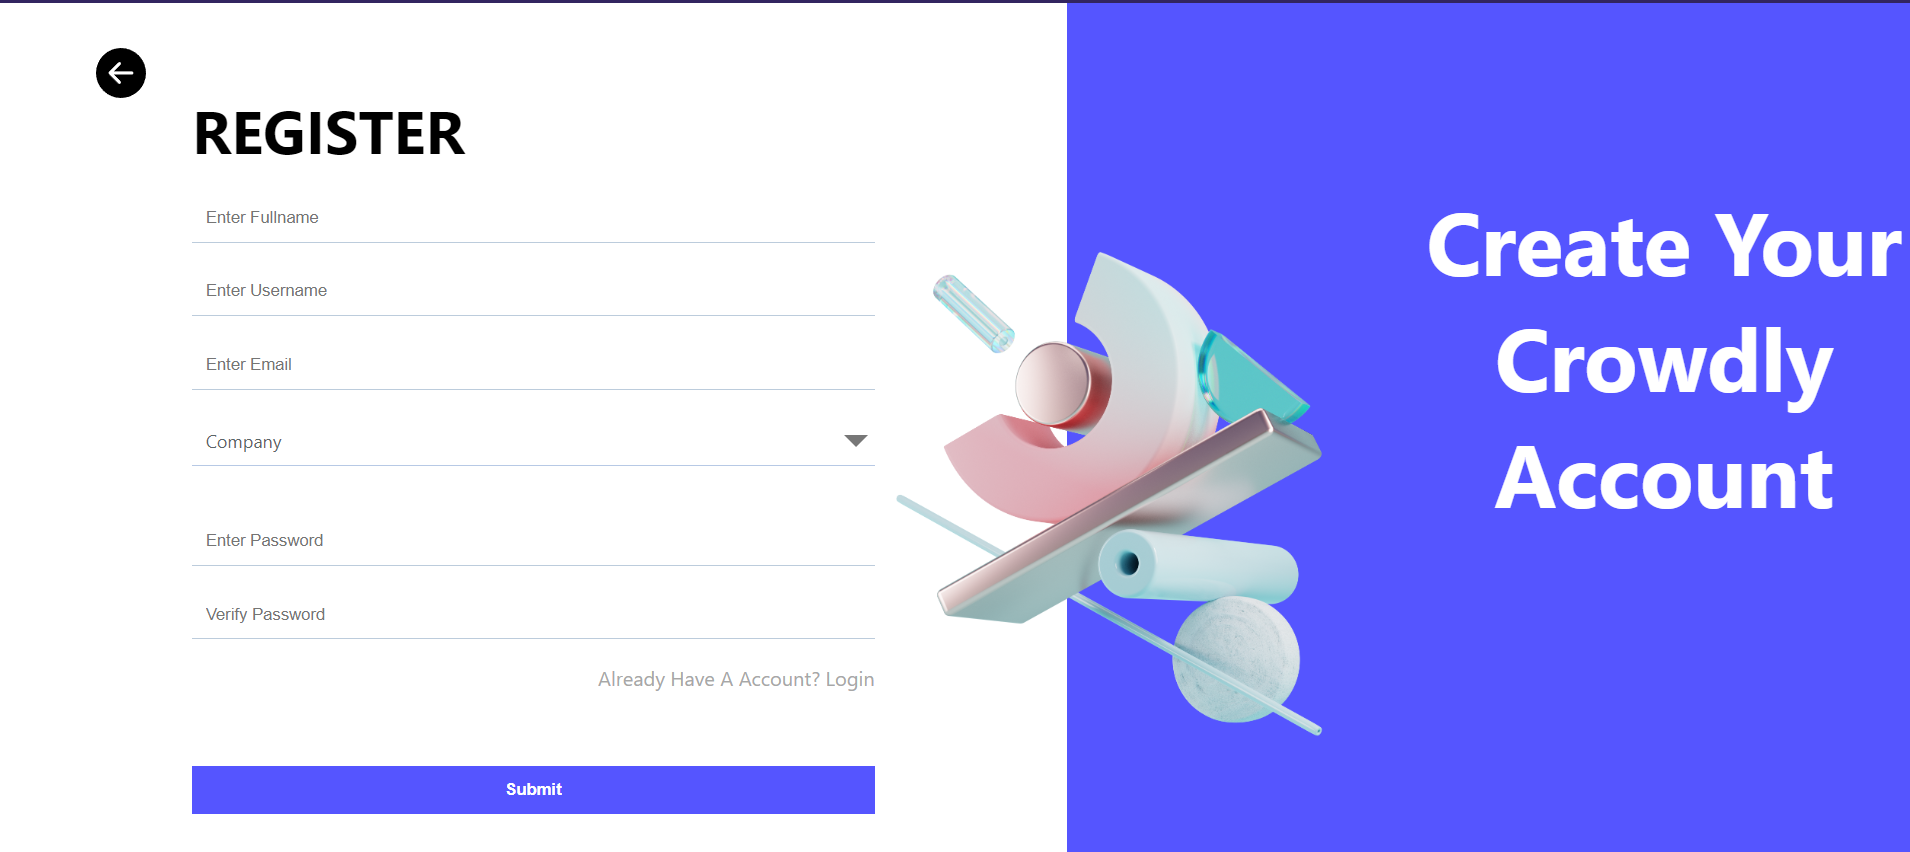 REGISTER
Enter Fullname
Enter Username
Enter Email
Company
Enter Password
Verify Password
Already Have A Account? Login
Submit
Create Your
Crowdly
Account